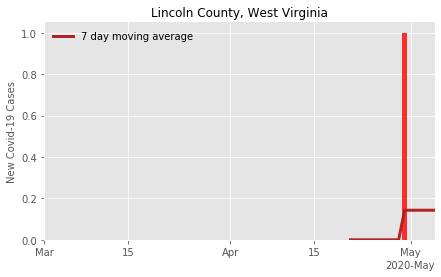 Lincoln County, West Virginia
7 day moving average
New Covid-19 Cases
1.0
0.8
0.6
0.4
0.2
0.0
Mar 15 Apr 15 May
2020-May